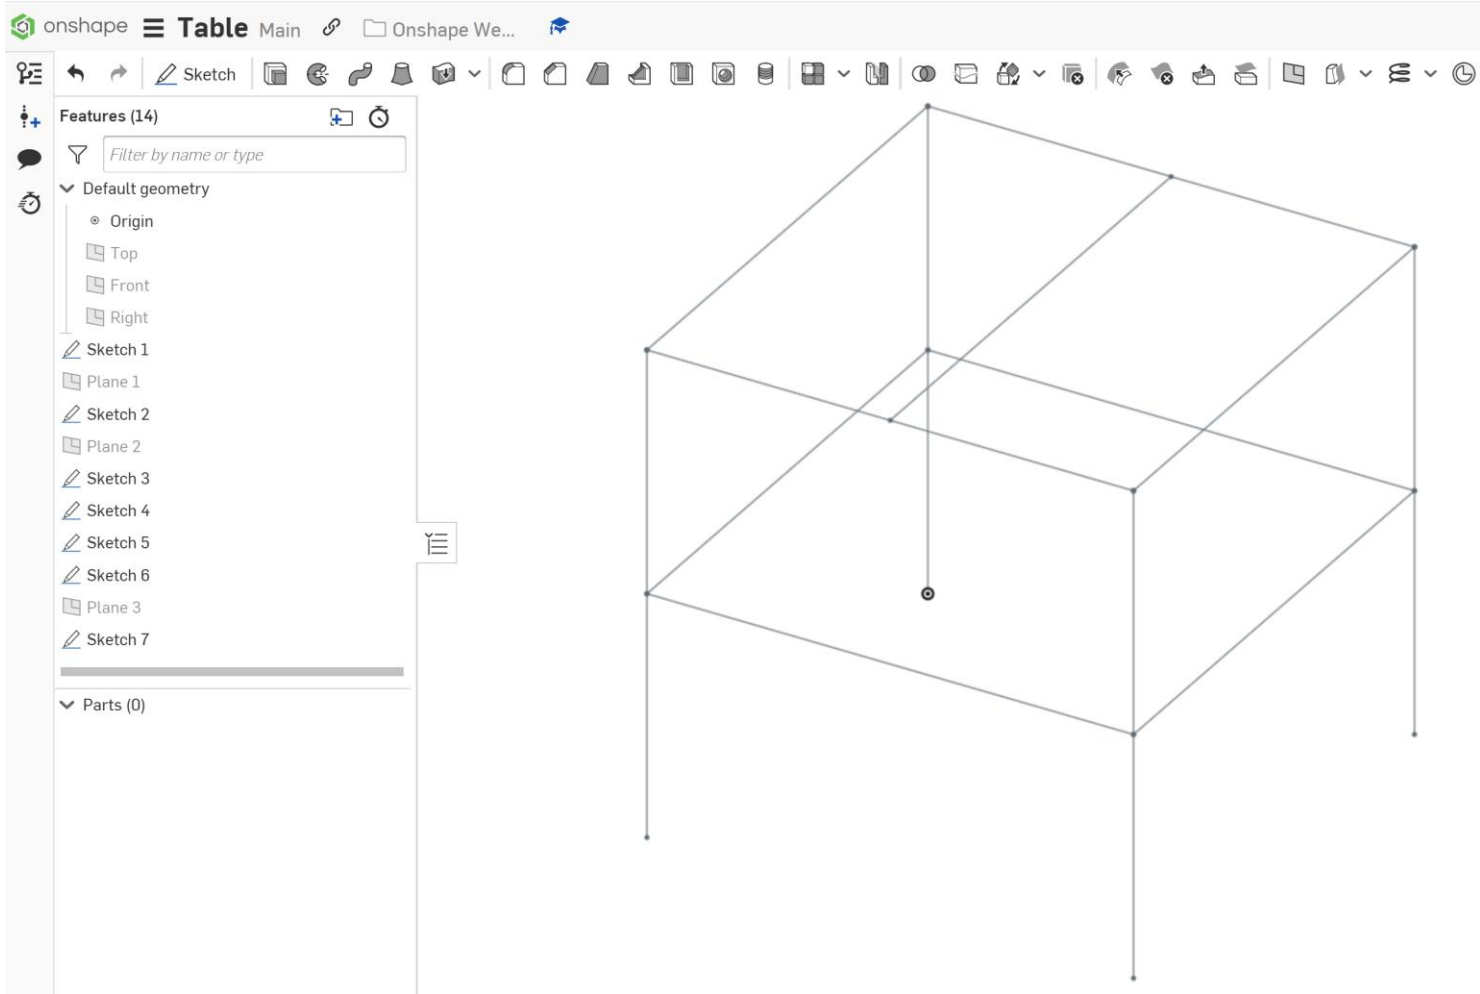 onshape Table Main Onshape We...
Sketch
Features (14)
Filter by name or type
Default geometry
Origin
Top
Front
Right
Sketch 1
Plane 1
Sketch 2
Plane 2
Sketch 3
Sketch 4
Sketch 5
Sketch 6
Plane 3
Sketch 7
Parts (0)